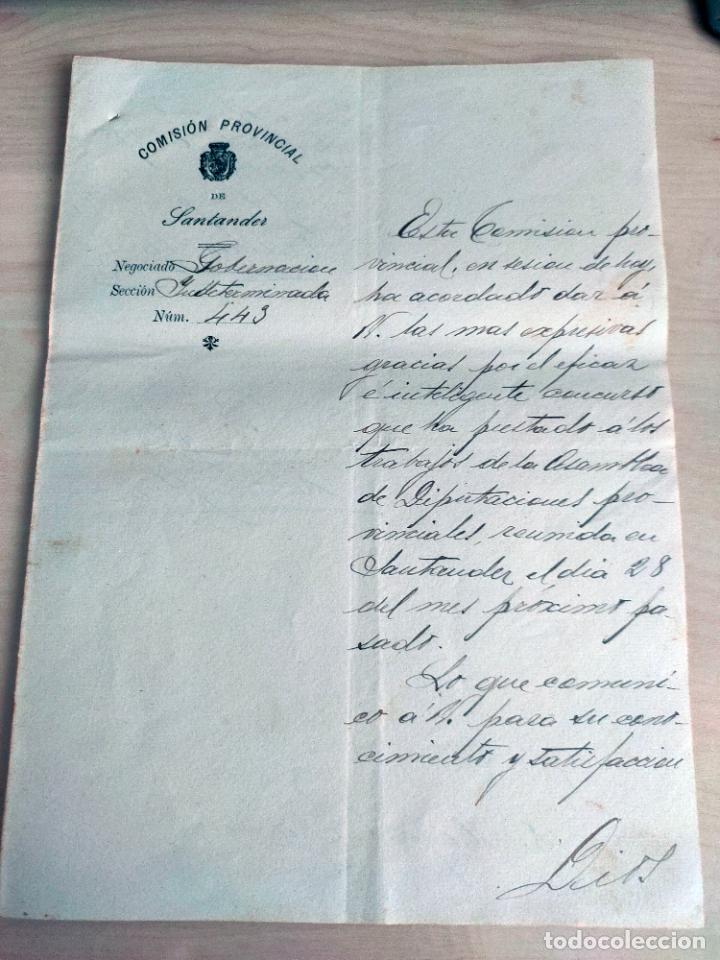 COMISIÓN PROVINCIAL
DE
Santander
Negociado Gobernacion
Sección Indeterminada
Núm. 443
Esta Comision pro-
vincial, en sesion de hoy,
ha acordado dar á
V. las mas expresivas
gracias por el eficaz
é inteligente concurso
que ha prestado á los
trabajos de la Asamblea
de Diputaciones pro-
vinciales, reunida en
Santander el dia 28
del mes próximo pa-
sado.
Lo que comuni-
co á V. para su cono-
cimiento y satisfaccion
Dios
todocoleccion
todocoleccion.net